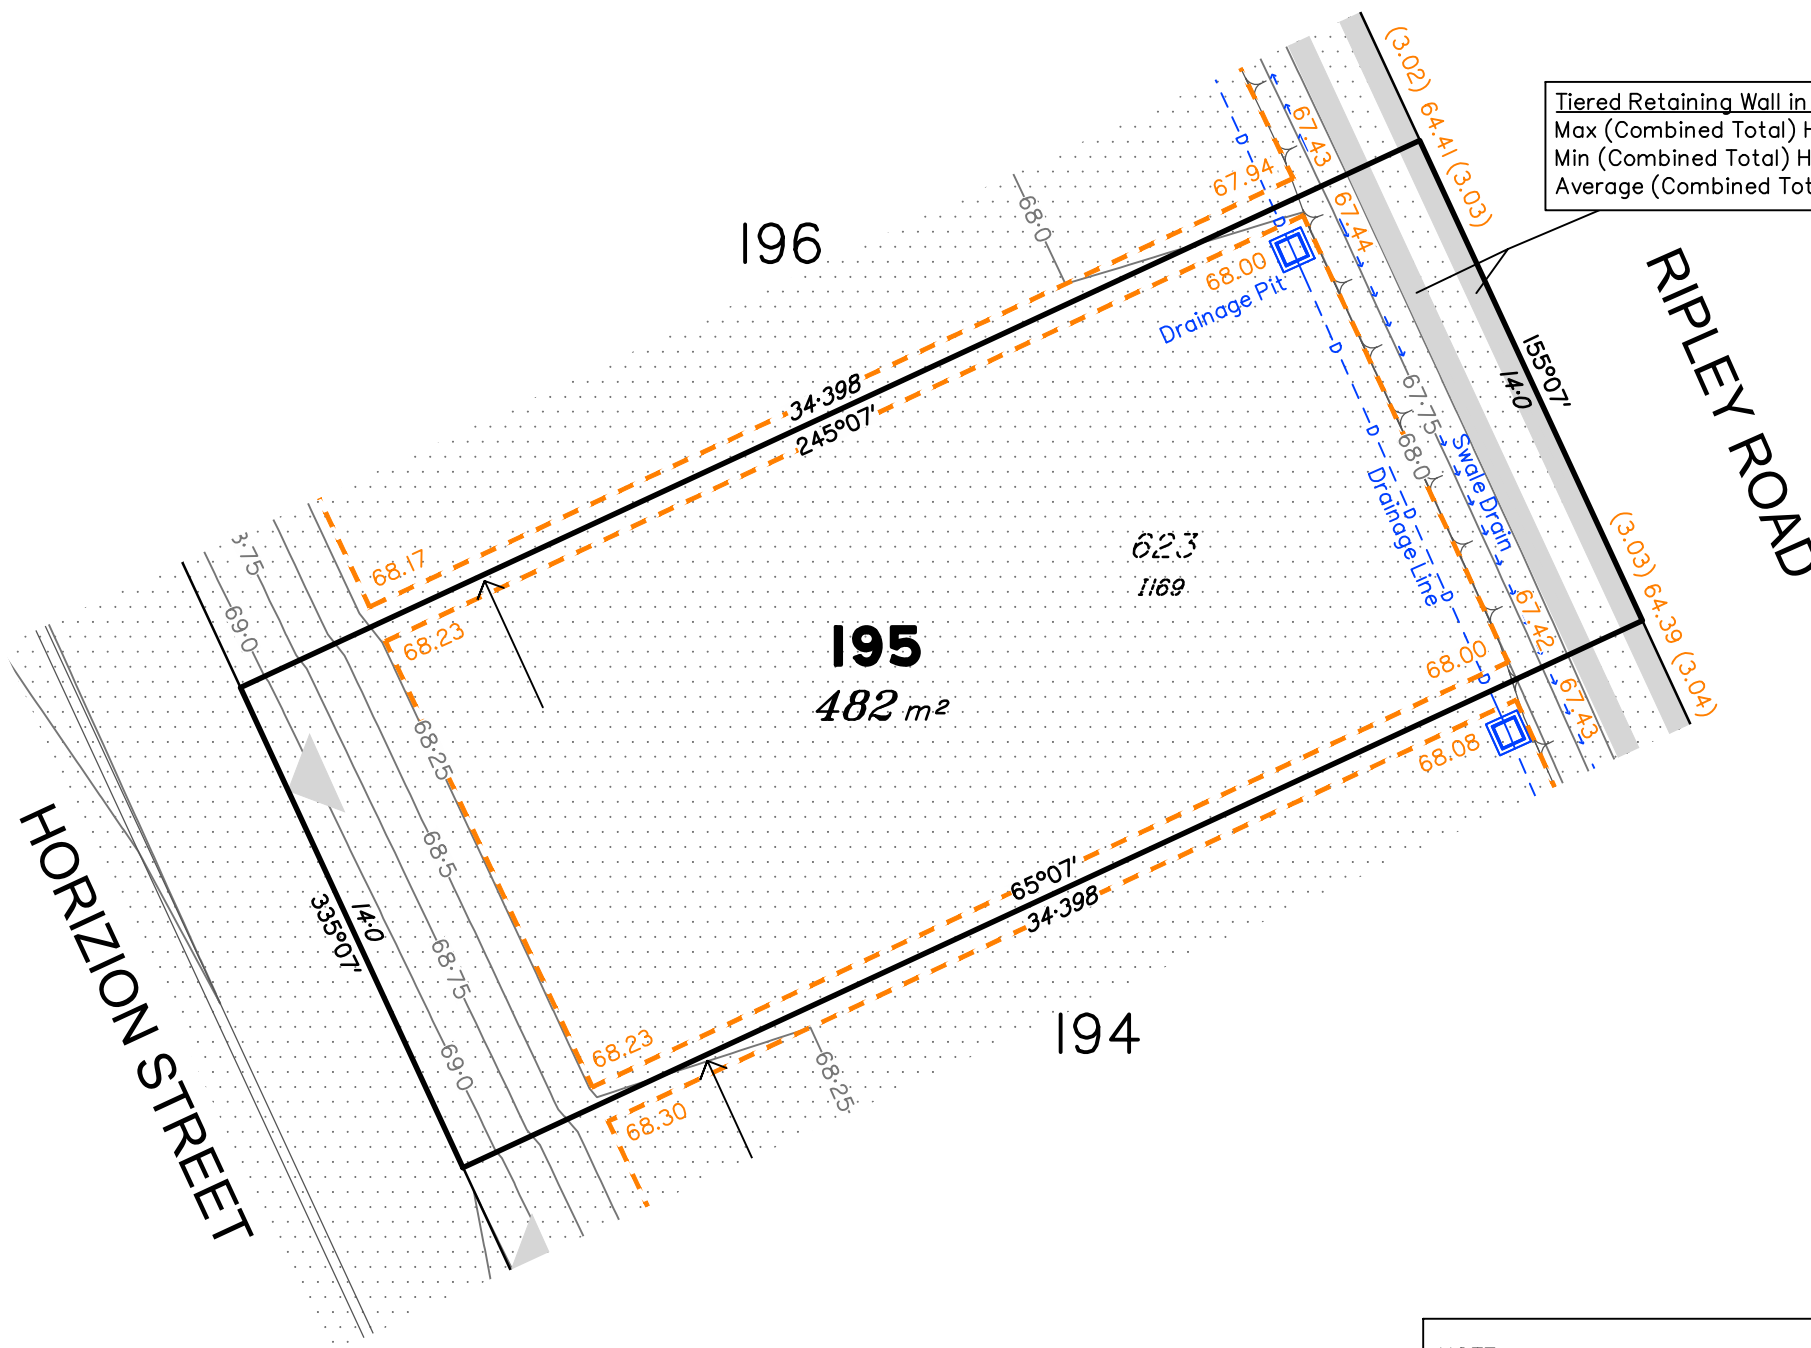 (3.02) 64.41 (3.03)
Tiered Retaining Wall in
Max (Combined Total) H
Min (Combined Total) H
Average (Combined Tot
67.43
D
67.94
67.44
D
68.0
196
68.00
Drainage Pit
RIPLEY ROAD
34·398
245°07'
D
155°07'
14·0
67·75
68·0
D
Swale Drain
Drainage Line
D
D
(3.03) 64.39 (3.04)
3·75
68.17
69·0
68.23
623
1169
195
482 m²
67.42
68.00
D
67.43
68.08
68·25
68·5
HORIZION STREET
14·0
335°07'
65°07'
34·398
68·75
69·0
68.23
68.30
68·25
194